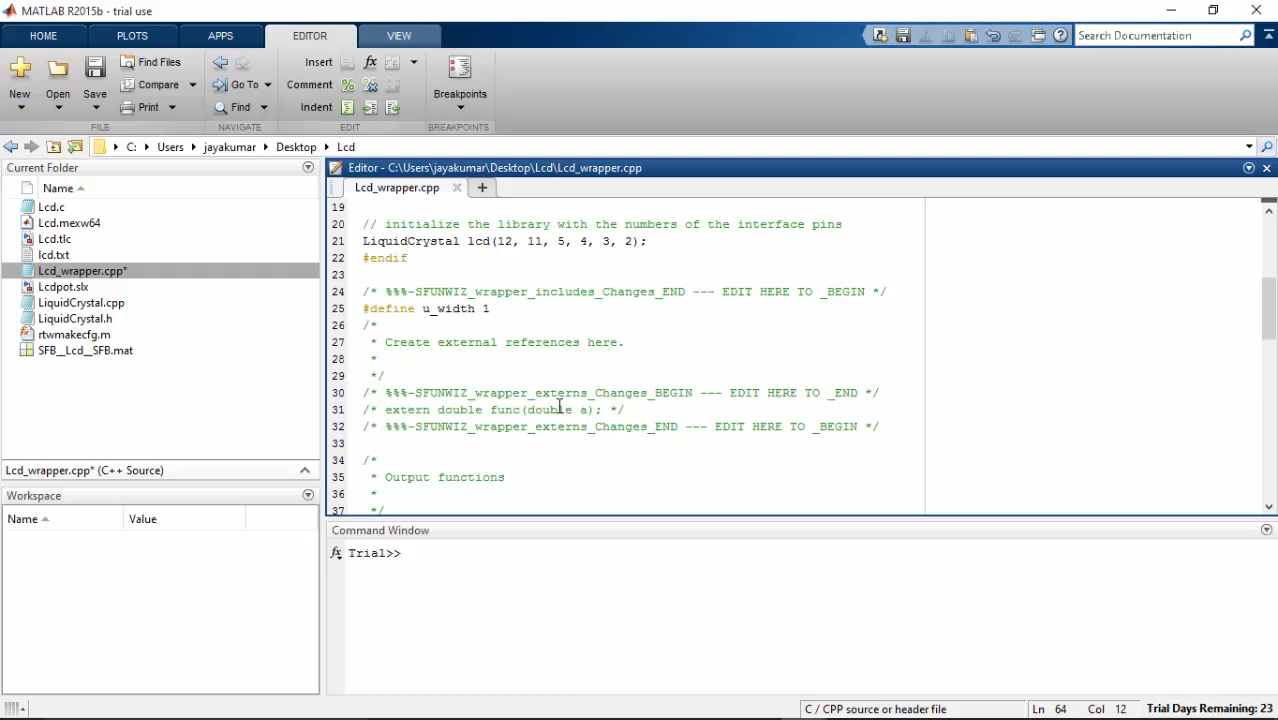 MATLAB R2015b - trial use
HOME PLOTS APPS EDITOR VIEW
Search Documentation
New Open Save
Find Files
Compare
Print
FILE
Go To
Find
NAVIGATE
Insert fx
Comment %
Indent
EDIT
Breakpoints
BREAKPOINTS
C: Users jayakumar Desktop Lcd
Current Folder
Name
Lcd.c
Lcd.mexw64
Lcd.tlc
lcd.txt
Lcd_wrapper.cpp*
Lcdpot.slx
LiquidCrystal.cpp
LiquidCrystal.h
rtwmakecfg.m
SFB__Lcd__SFB.mat
Lcd_wrapper.cpp* (C++ Source)
Workspace
Name Value
Editor - C:\Users\jayakumar\Desktop\Lcd\Lcd_wrapper.cpp
Lcd_wrapper.cpp
19
20 // initialize the library with the numbers of the interface pins
21 LiquidCrystal lcd(12, 11, 5, 4, 3, 2);
22 #endif
23
24 /* %%%-SFUNWIZ_wrapper_includes_Changes_END --- EDIT HERE TO _BEGIN */
25 #define u_width 1
26 /*
27 * Create external references here.
28 *
29 */
30 /* %%%-SFUNWIZ_wrapper_externs_Changes_BEGIN --- EDIT HERE TO _END */
31 /* extern double func(double a); */
32 /* %%%-SFUNWIZ_wrapper_externs_Changes_END --- EDIT HERE TO _BEGIN */
33
34 /*
35 * Output functions
36 *
37 */
Command Window
fx Trial>>
C / CPP source or header file
Ln 64 Col 12
Trial Days Remaining: 23